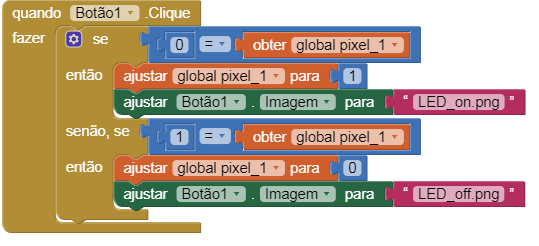 quando Botão1 .Clique
fazer se 0 = obter global pixel_1
então ajustar global pixel_1 para 1
ajustar Botão1 . Imagem para “ LED_on.png ”
senão, se 1 = obter global pixel_1
então ajustar global pixel_1 para 0
ajustar Botão1 . Imagem para “ LED_off.png ”